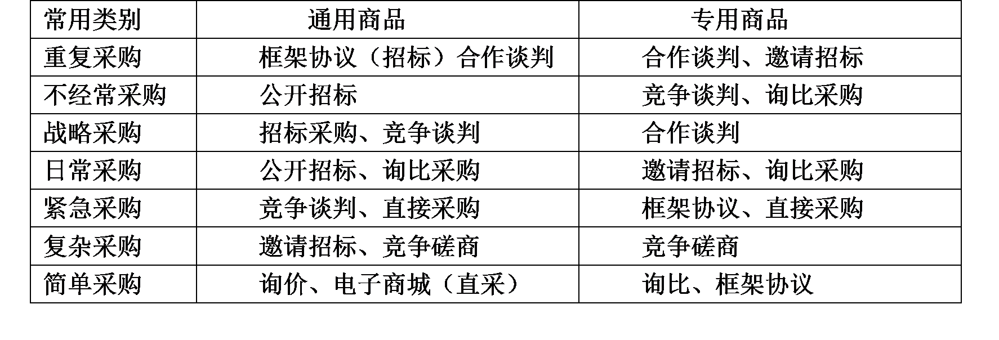 常用类别 通用商品 专用商品
重复采购 框架协议（招标）合作谈判 合作谈判、邀请招标
不经常采购 公开招标 竞争谈判、询比采购
战略采购 招标采购、竞争谈判 合作谈判
日常采购 公开招标、询比采购 邀请招标、询比采购
紧急采购 竞争谈判、直接采购 框架协议、直接采购
复杂采购 邀请招标、竞争磋商 竞争磋商
简单采购 询价、电子商城（直采） 询比、框架协议